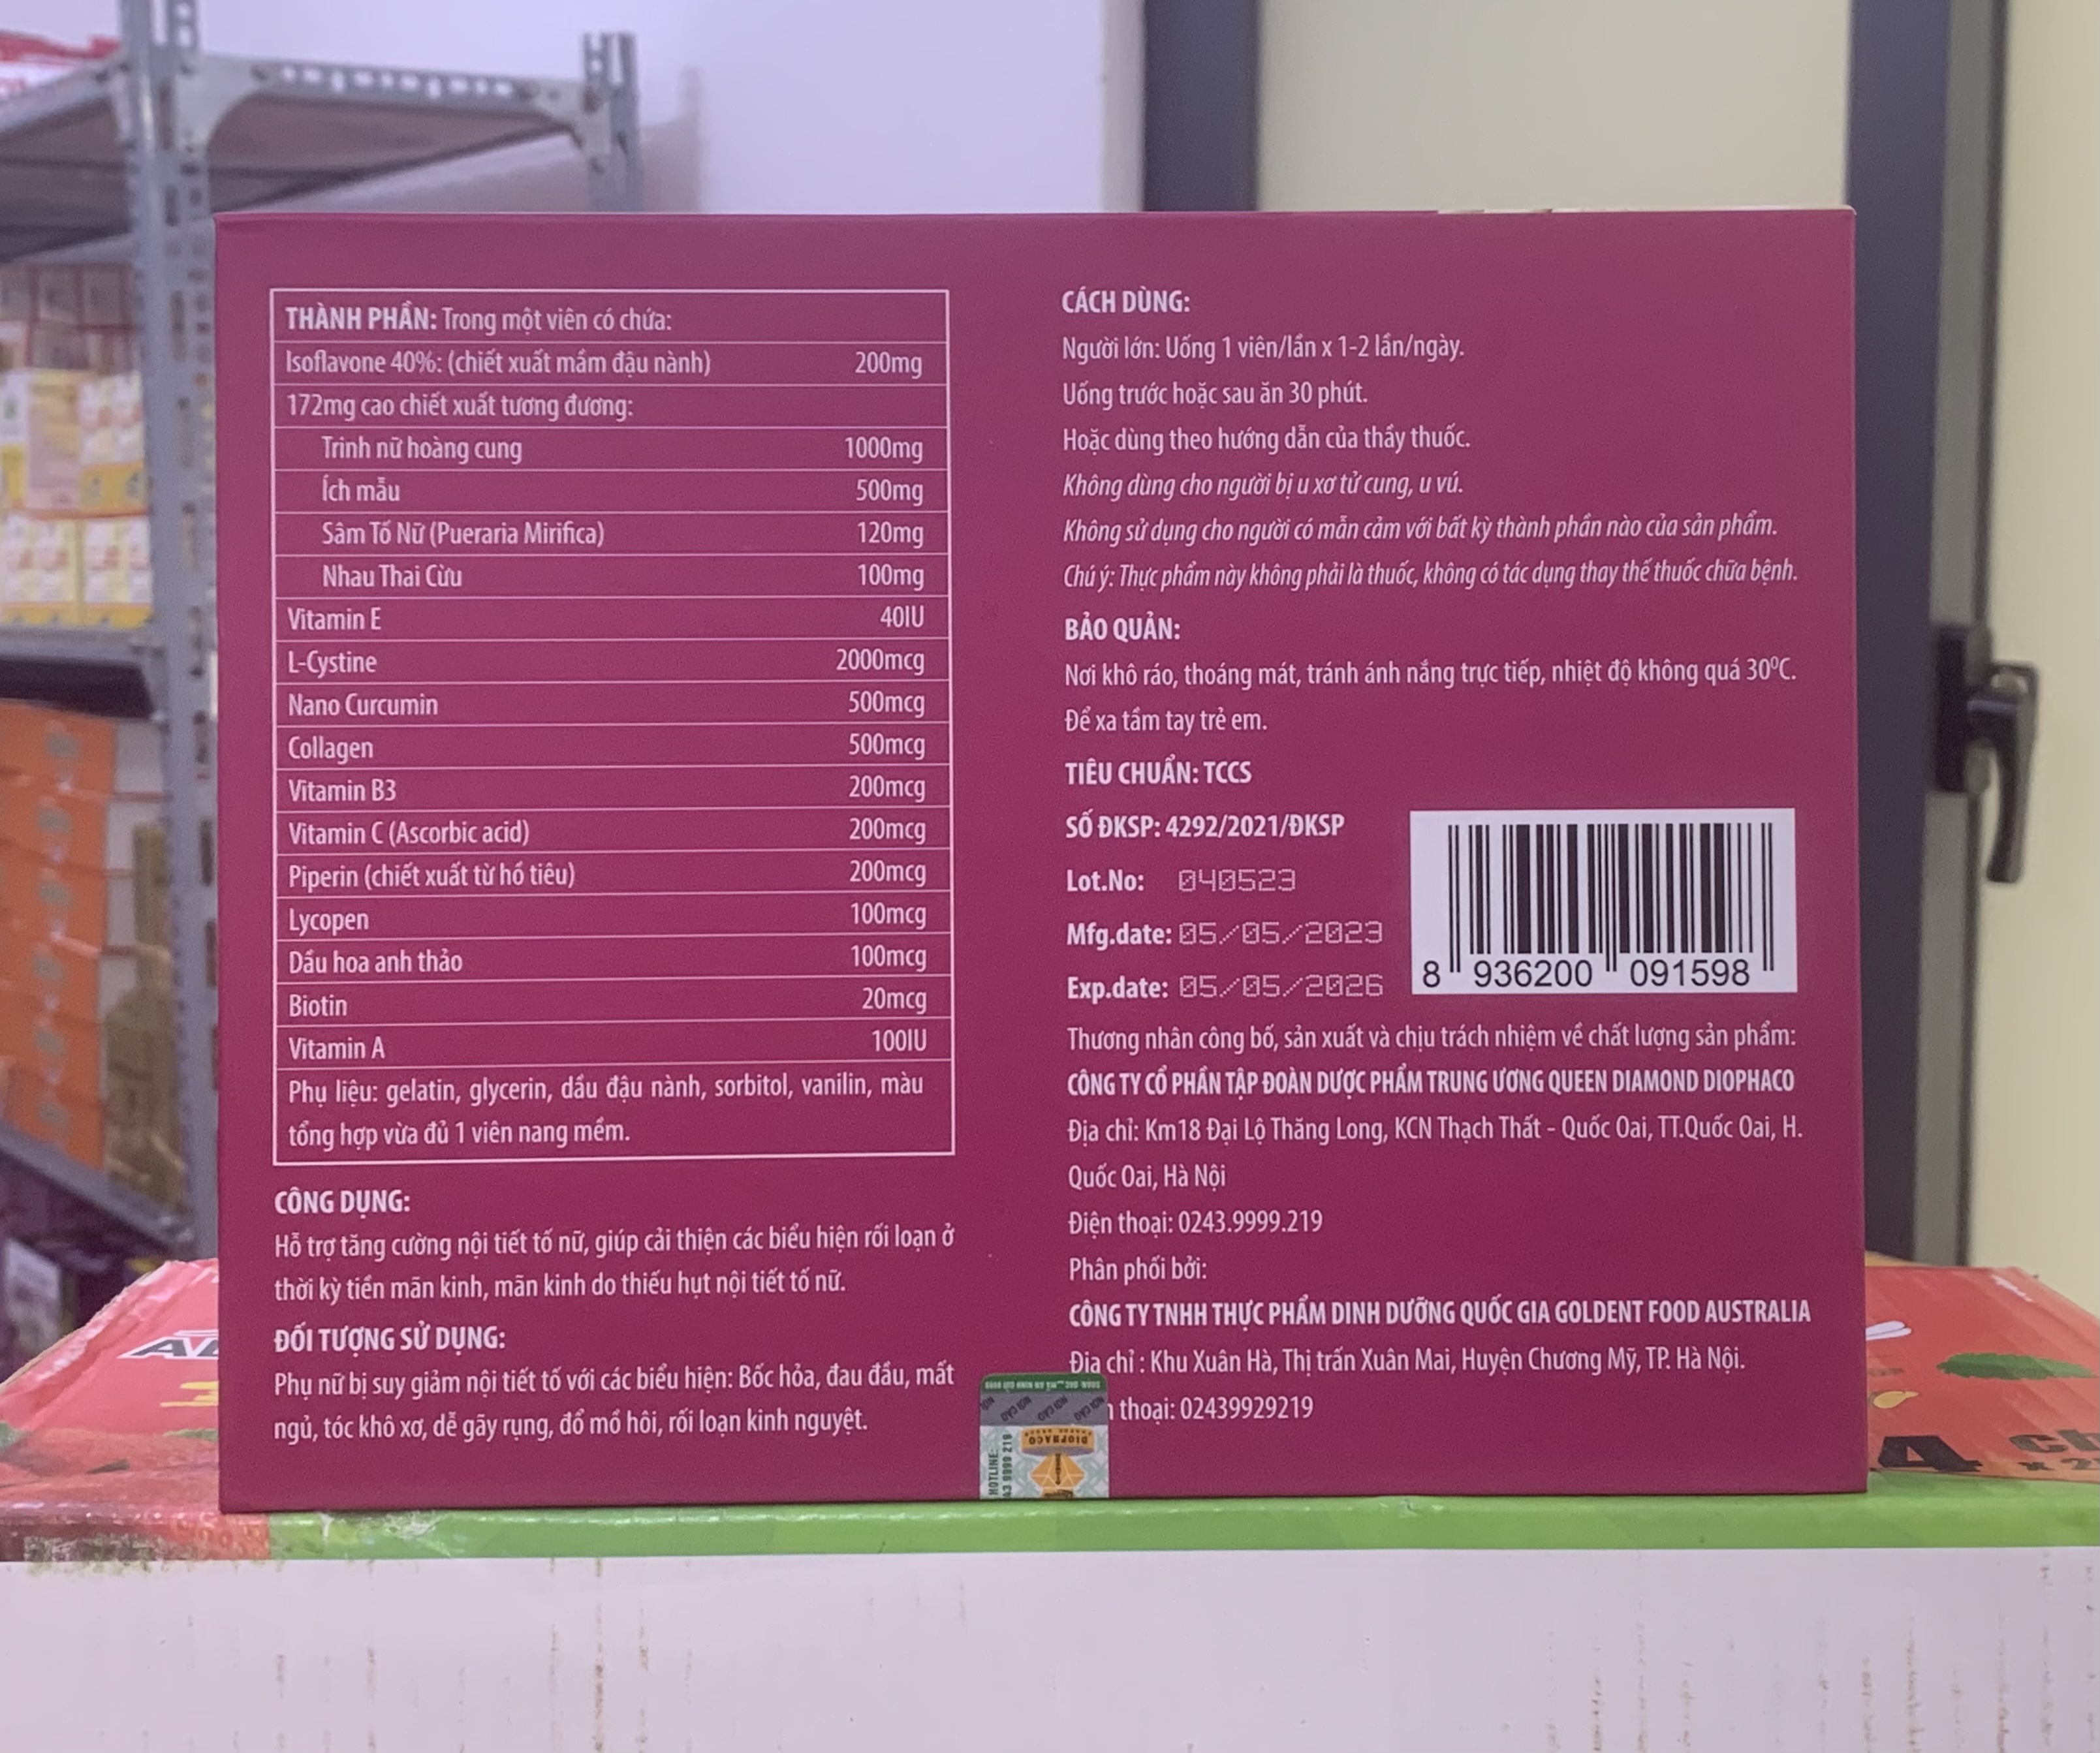 THÀNH PHẦN: Trong một viên có chứa:
Isoflavone 40%: (chiết xuất mầm đậu nành) 200mg
172mg cao chiết xuất tương đương:
Trinh nữ hoàng cung 1000mg
Ích mẫu 500mg
Sâm Tố Nữ (Pueraria Mirifica) 120mg
Nhau Thai Cừu 100mg
Vitamin E 40IU
L-Cystine 2000mcg
Nano Curcumin 500mcg
Collagen 500mcg
Vitamin B3 200mcg
Vitamin C (Ascorbic acid) 200mcg
Piperin (chiết xuất từ hồ tiêu) 200mcg
Lycopen 100mcg
Dầu hoa anh thảo 100mcg
Biotin 20mcg
Vitamin A 100IU
Phụ liệu: gelatin, glycerin, dầu đậu nành, sorbitol, vanilin, màu
tổng hợp vừa đủ 1 viên nang mềm.
CÔNG DỤNG:
Hỗ trợ tăng cường nội tiết tố nữ, giúp cải thiện các biểu hiện rối loạn ở
thời kỳ tiền mãn kinh, mãn kinh do thiếu hụt nội tiết tố nữ.
ĐỐI TƯỢNG SỬ DỤNG:
Phụ nữ bị suy giảm nội tiết tố với các biểu hiện: Bốc hỏa, đau đầu, mất
ngủ, tóc khô xơ, dễ gãy rụng, đổ mồ hôi, rối loạn kinh nguyệt.
CÁCH DÙNG:
Người lớn: Uống 1 viên/lần x 1-2 lần/ngày.
Uống trước hoặc sau ăn 30 phút.
Hoặc dùng theo hướng dẫn của thầy thuốc.
Không dùng cho người bị u xơ tử cung, u vú.
Không sử dụng cho người có mẫn cảm với bất kỳ thành phần nào của sản phẩm.
Chú ý: Thực phẩm này không phải là thuốc, không có tác dụng thay thế thuốc chữa bệnh.
BẢO QUẢN:
Nơi khô ráo, thoáng mát, tránh ánh nắng trực tiếp, nhiệt độ không quá 30⁰C.
Để xa tầm tay trẻ em.
TIÊU CHUẨN: TCCS
SỐ ĐKSP: 4292/2021/ĐKSP
Lot.No: 040523
Mfg.date: 05/05/2023
Exp.date: 05/05/2026
8 936200 091598
Thương nhân công bố, sản xuất và chịu trách nhiệm về chất lượng sản phẩm:
CÔNG TY CỔ PHẦN TẬP ĐOÀN DƯỢC PHẨM TRUNG ƯƠNG QUEEN DIAMOND DIOPHACO
Địa chỉ: Km18 Đại Lộ Thăng Long, KCN Thạch Thất - Quốc Oai, TT.Quốc Oai, H.
Quốc Oai, Hà Nội
Điện thoại: 0243.9999.219
Phân phối bởi:
CÔNG TY TNHH THỰC PHẨM DINH DƯỠNG QUỐC GIA GOLDENT FOOD AUSTRALIA
Địa chỉ : Khu Xuân Hà, Thị trấn Xuân Mai, Huyện Chương Mỹ, TP. Hà Nội.
thoại: 02439929219
DIOPHACO
HOTLINE:
43 9999 219
4 ch